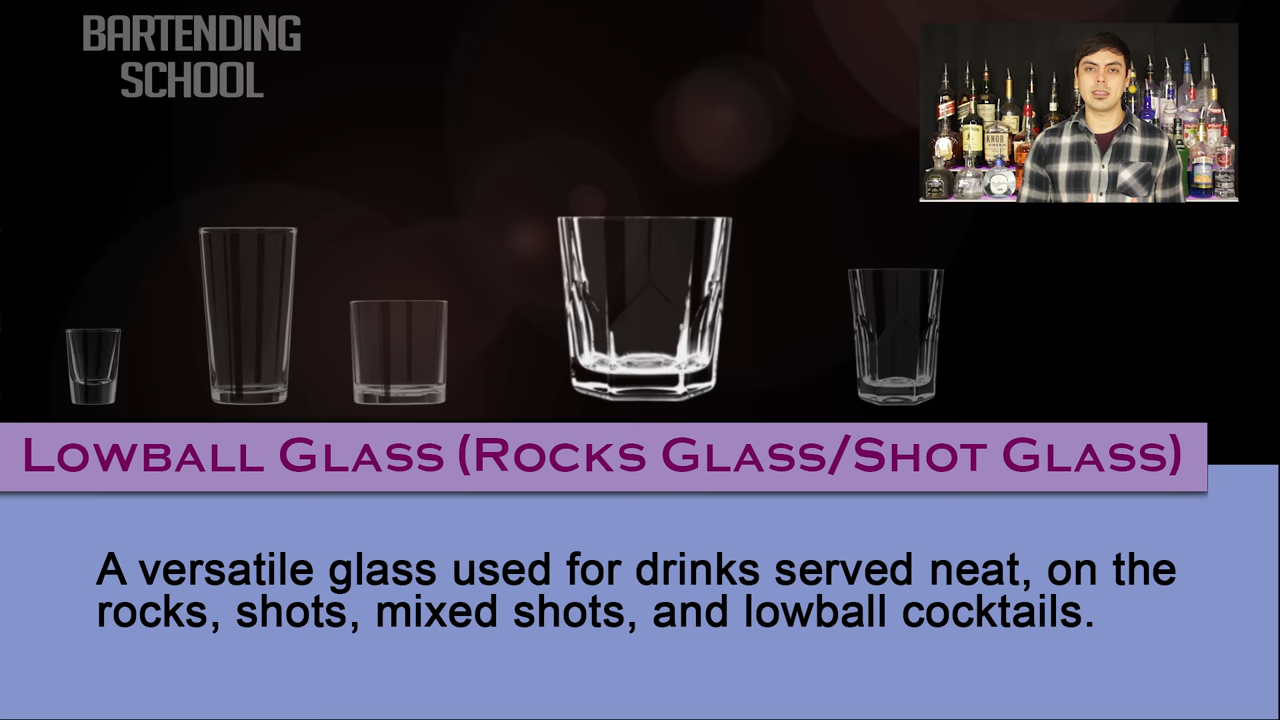 BARTENDING
SCHOOL
KNOB
LOWBALL GLASS (ROCKS GLASS/SHOT GLASS)
A versatile glass used for drinks served neat, on the
rocks, shots, mixed shots, and lowball cocktails.